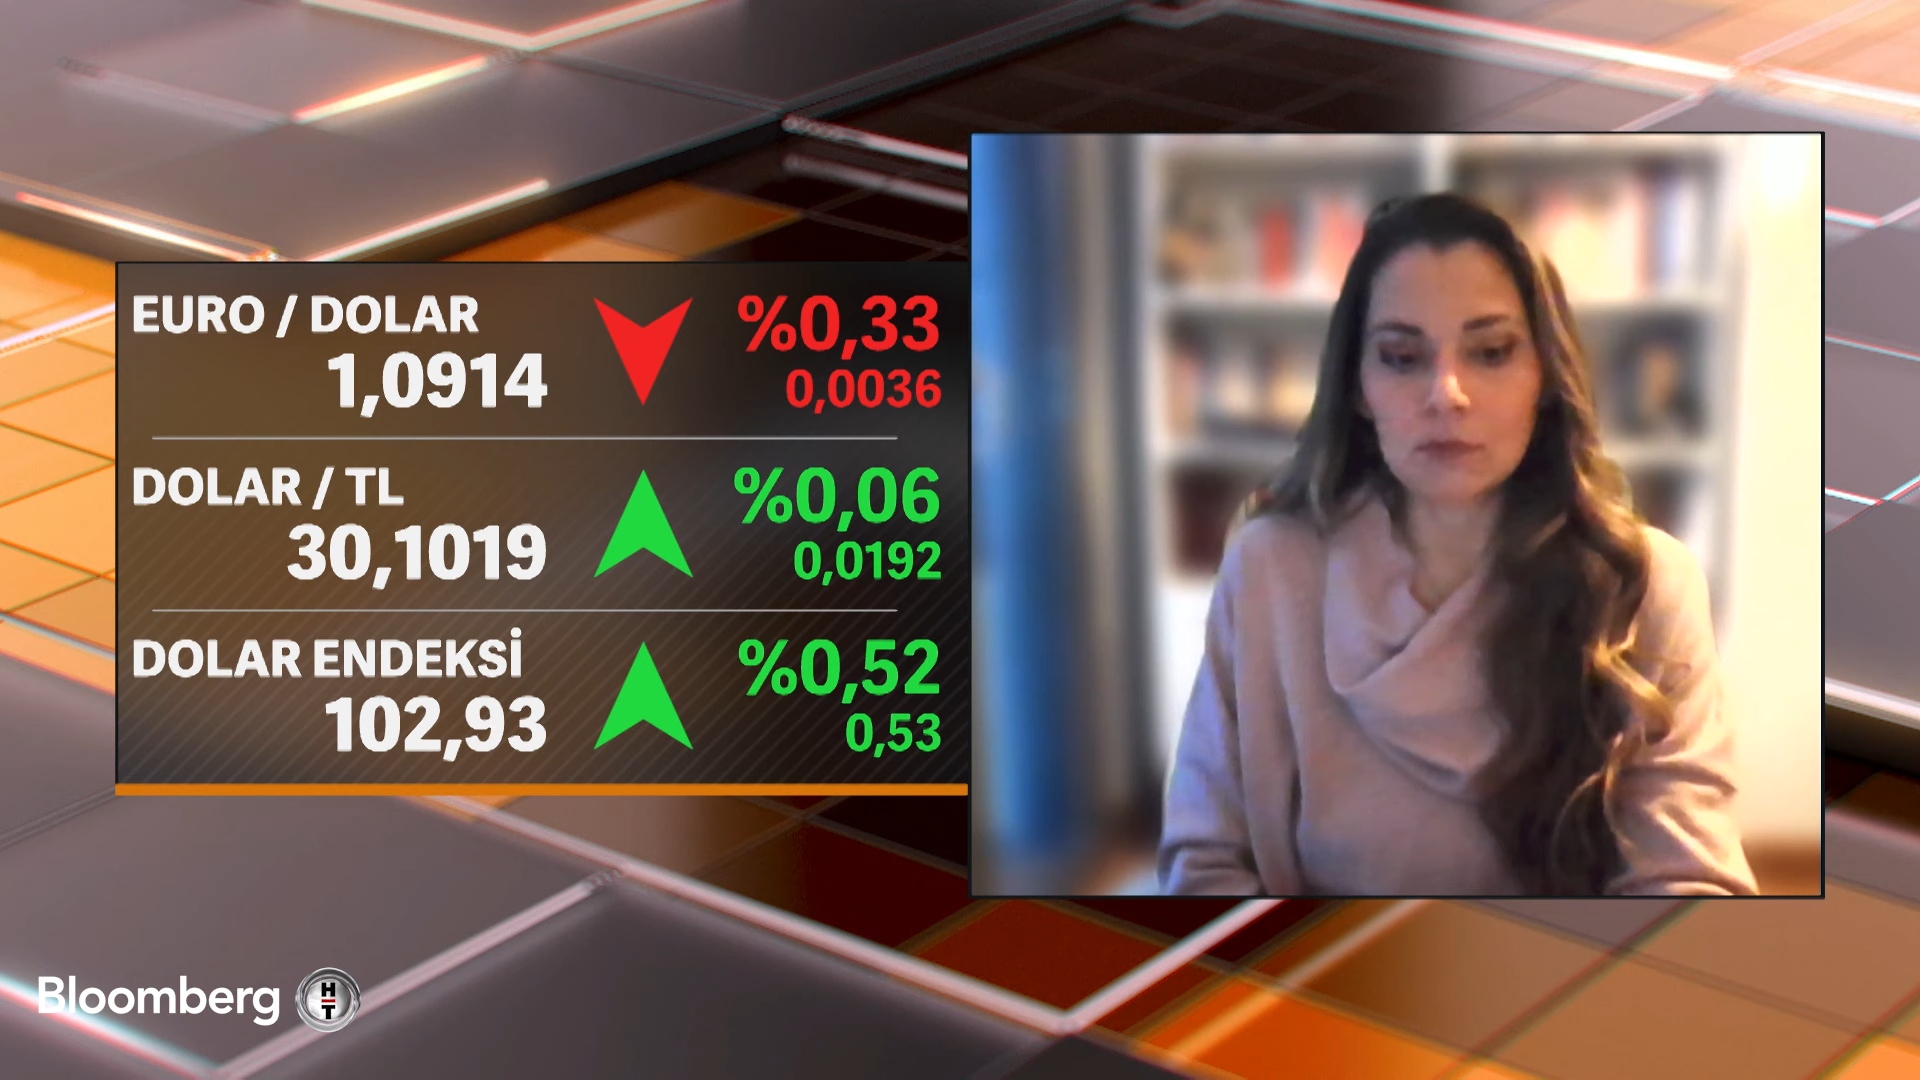 EURO / DOLAR
1,0914
%0,33
0,0036
DOLAR / TL
30,1019
%0,06
0,0192
DOLAR ENDEKSİ
102,93
%0,52
0,53
Bloomberg HT